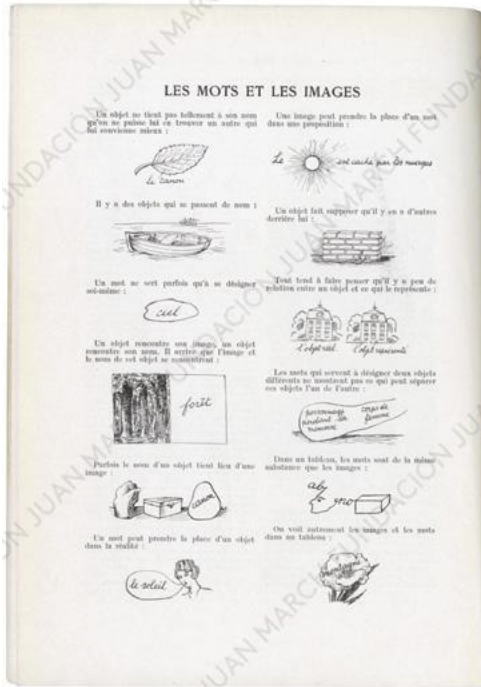 LES MOTS ET LES IMAGES
Un objet ne tient pas tellement à son nom
qu'on ne puisse lui en trouver un autre qui
lui convienne mieux :
le canon
Il y a des objets qui se passent de nom :
Un mot ne sert parfois qu'à se désigner
soi-même :
ciel
Un objet rencontre son image, un objet
rencontre son nom. Il arrive que l'image et
le nom de cet objet se rencontrent :
forêt
Parfois le nom d'un objet tient lieu d'une
image :
canon
Un mot peut prendre la place d'un objet
dans la réalité :
le soleil
Une image peut prendre la place d'un mot
dans une proposition :
Le est caché par les nuages
Un objet fait supposer qu'il y en a d'autres
derrière lui :
Tout tend à faire penser qu'il y a peu de
relation entre un objet et ce qui le représente :
l'objet réel l'objet représenté
Les mots qui servent à désigner deux objets
différents ne montrent pas ce qui peut séparer
ces objets l'un de l'autre :
personnage
perdant la
mémoire
corps de
femme
Dans un tableau, les mots sont de la même
substance que les images :
On voit autrement les images et les mots
dans un tableau :
montagne
FUNDACIÓN JUAN MARCH